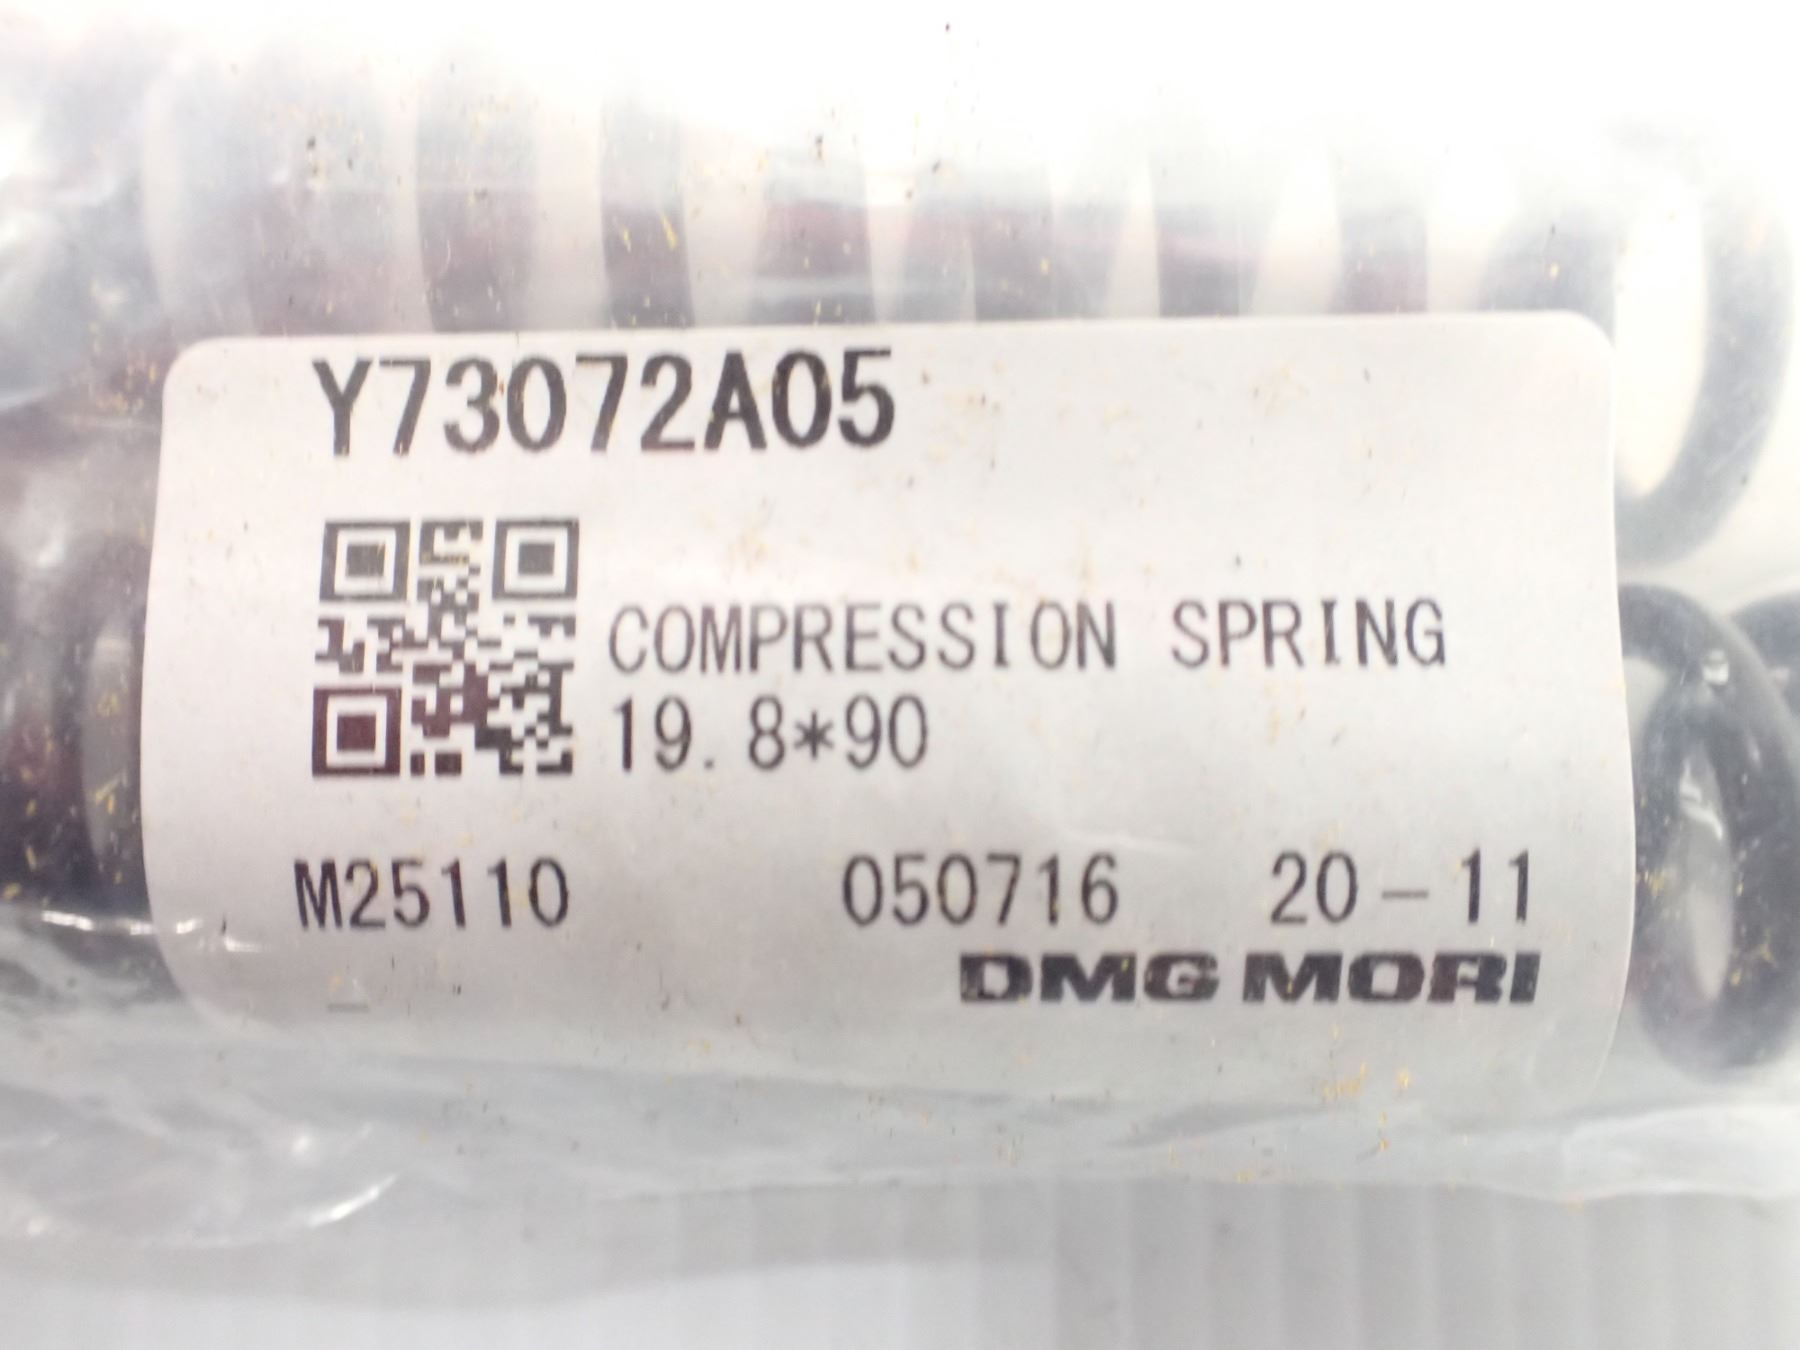 Y73072A05
COMPRESSION SPRING
19.8*90
M25110 050716 20-11
DMG MORI